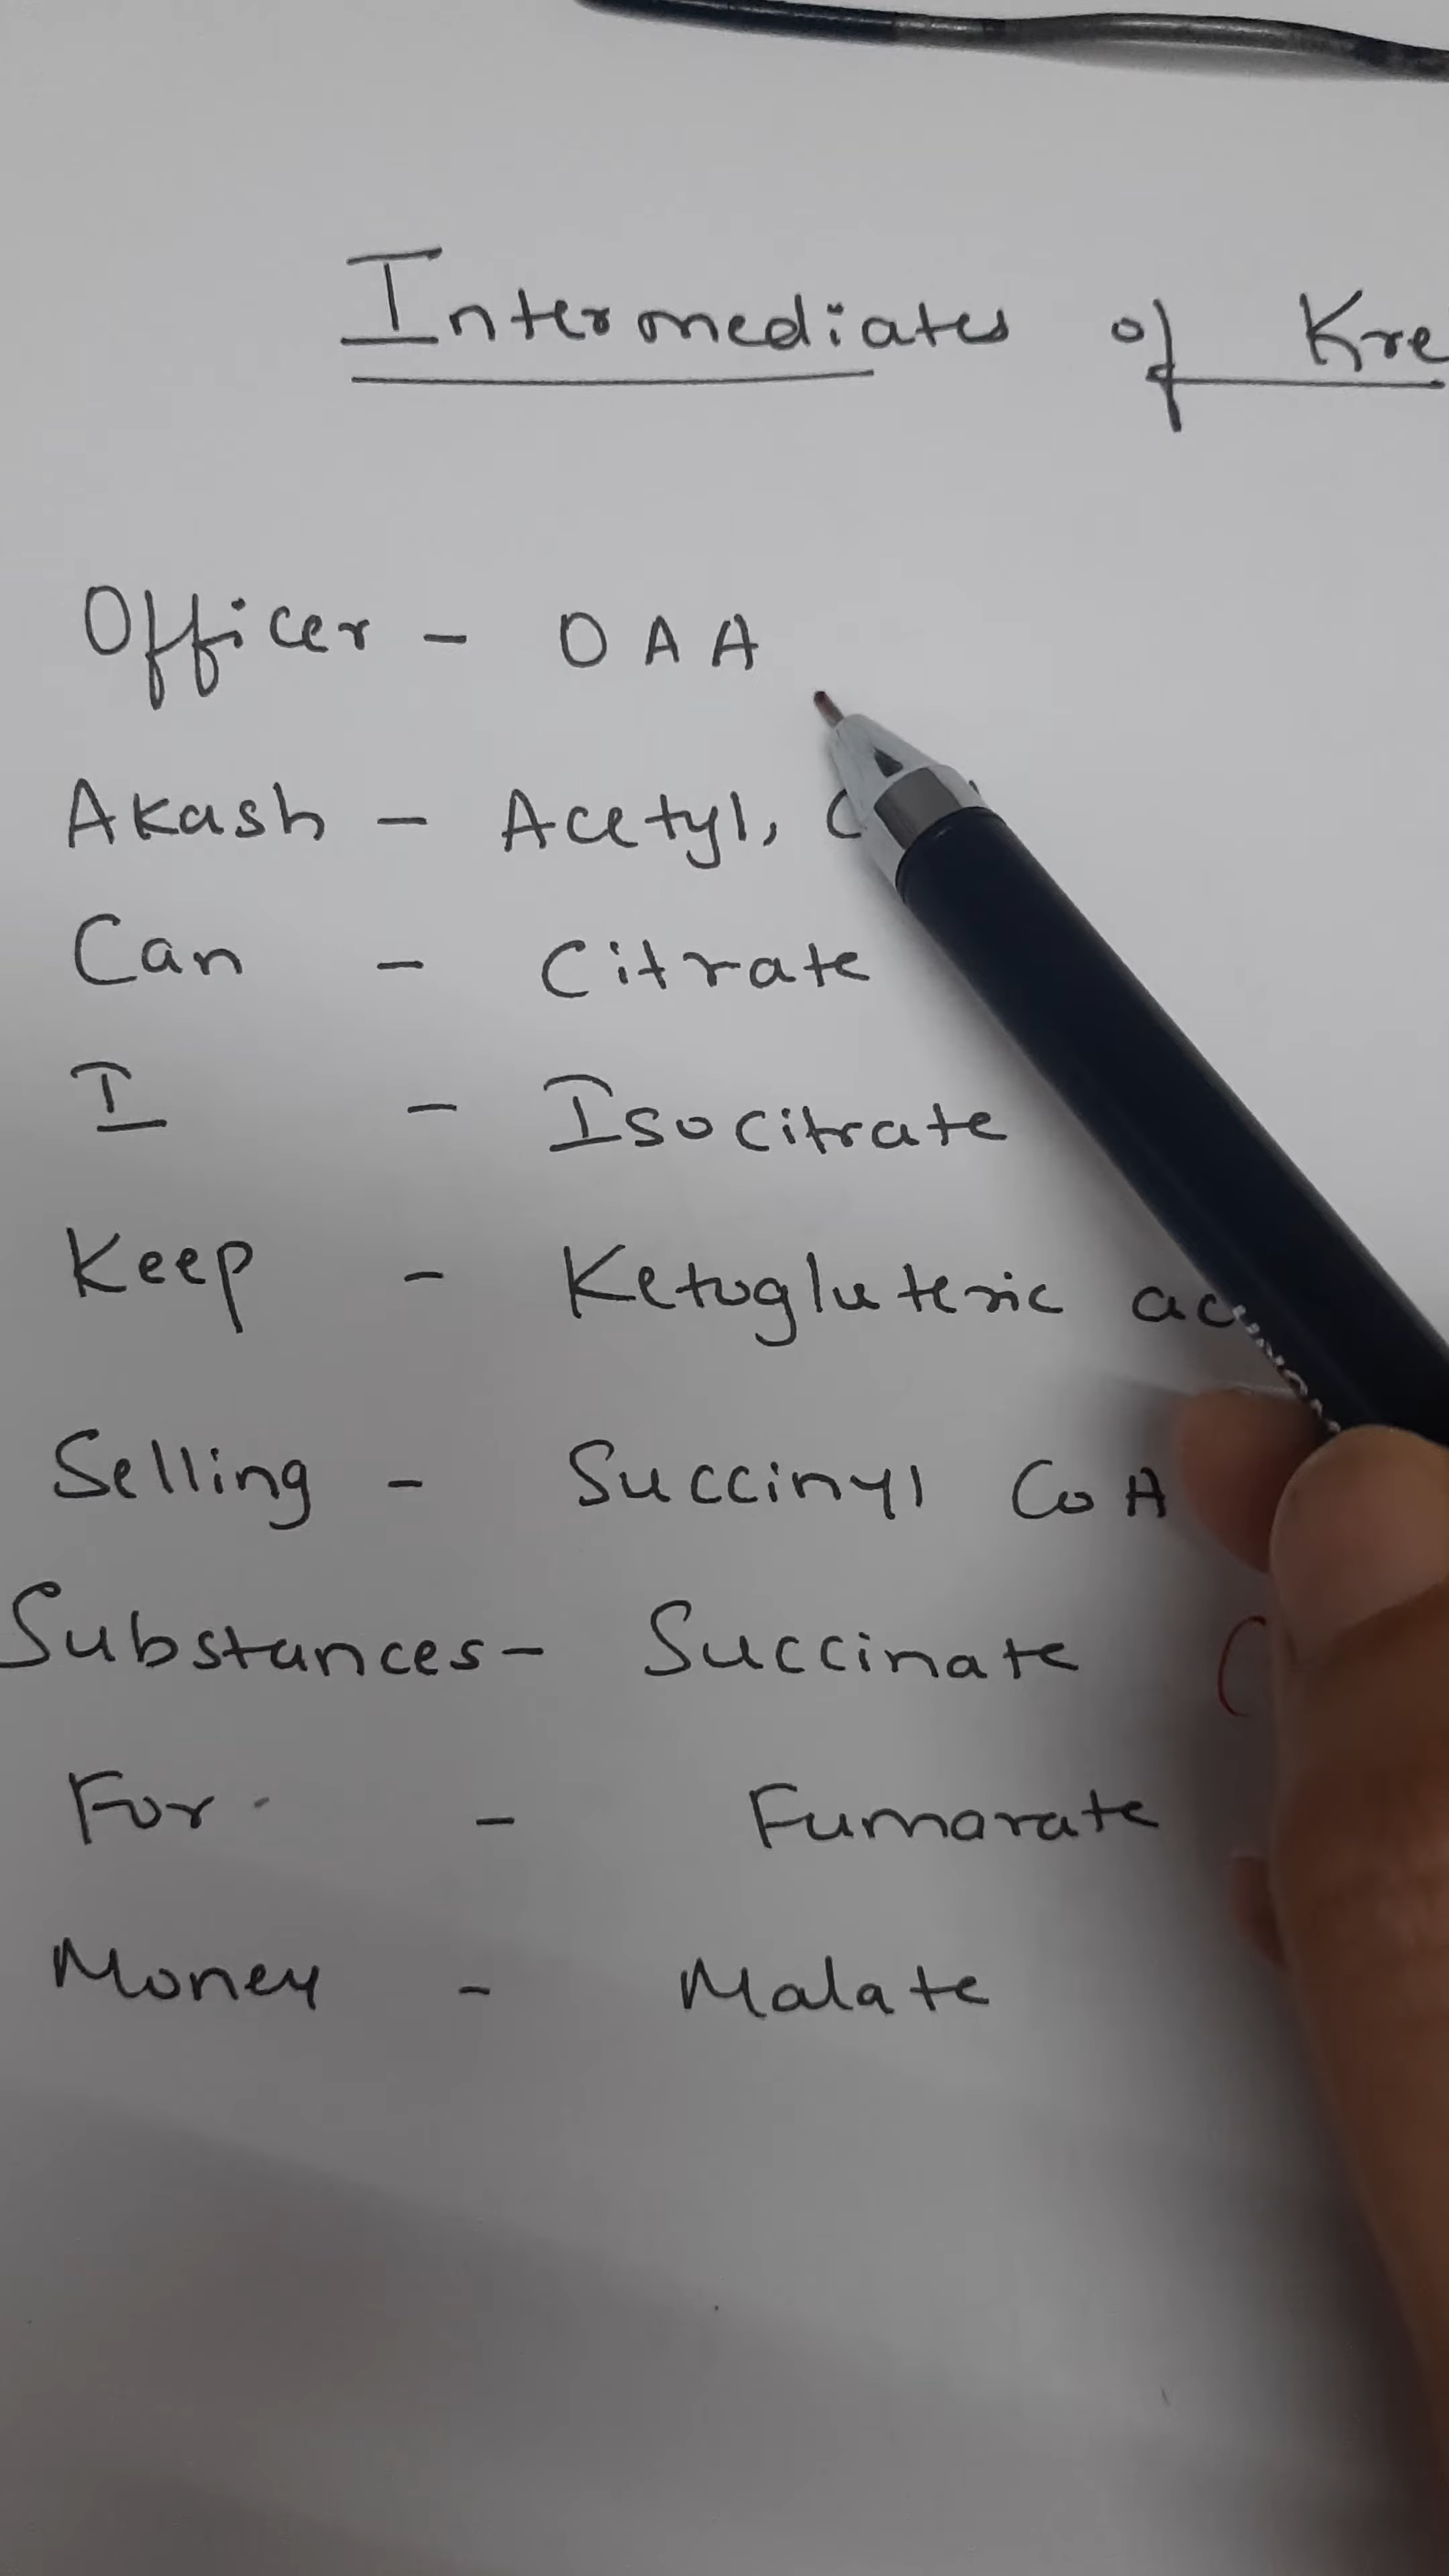 Intermediates of Kre
Officer - OAA
Akash - Acetyl, C
Can - Citrate
I - Isocitrate
Keep - Ketogluteric ac
Selling - Succinyl CoA
Substances - Succinate (
For - Fumarate
Money - Malate